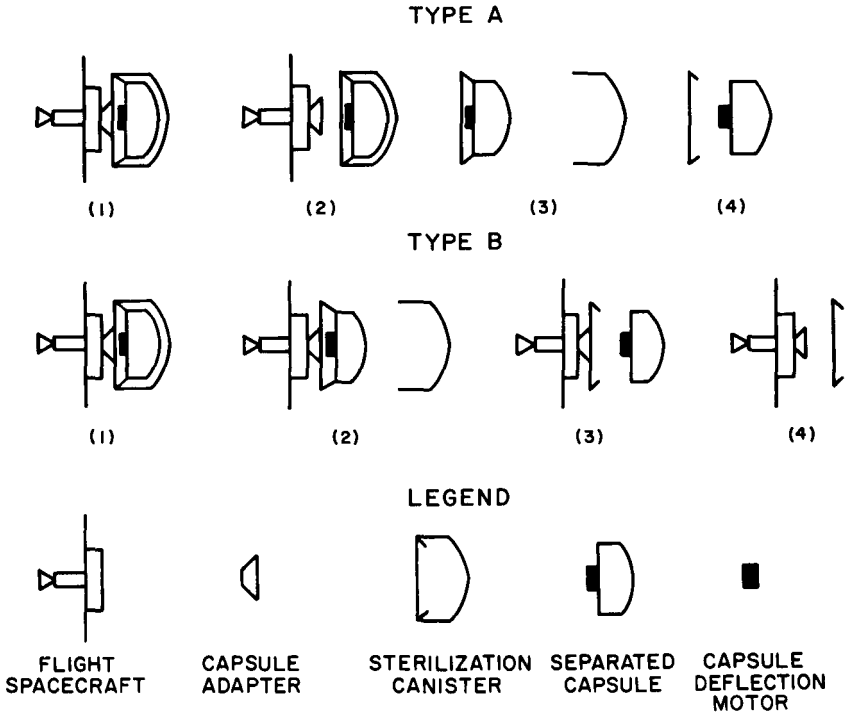 TYPE A
(1) (2) (3) (4)
TYPE B
(1) (2) (3) (4)
LEGEND
FLIGHT
SPACECRAFT
CAPSULE
ADAPTER
STERILIZATION
CANISTER
SEPARATED
CAPSULE
CAPSULE
DEFLECTION
MOTOR